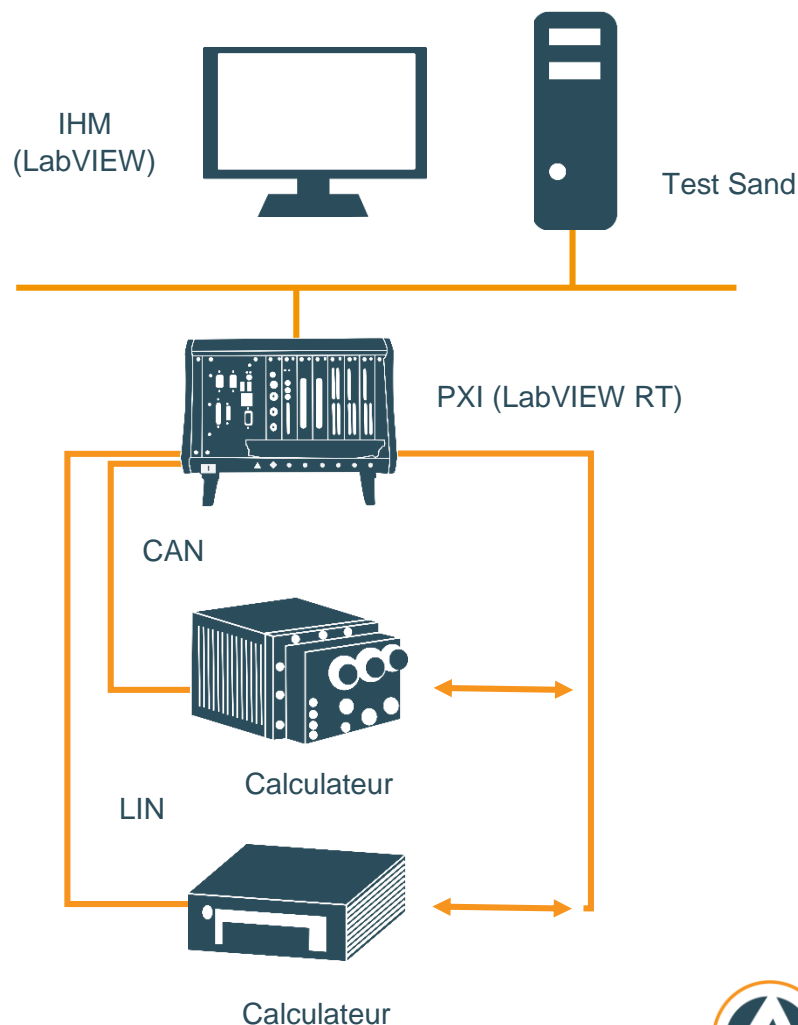 IHM
(LabVIEW)
Test Sand
PXI (LabVIEW RT)
CAN
Calculateur
LIN
Calculateur